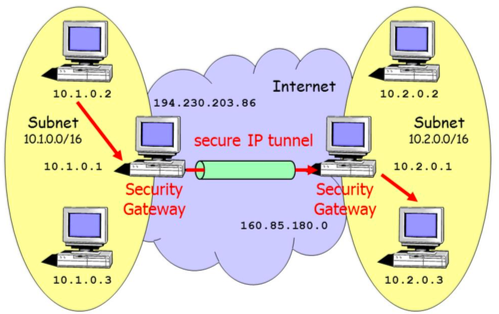 10.1.0.2
Subnet
10.1.0.0/16
10.1.0.1
Security
Gateway
10.1.0.3
194.230.203.86
Internet
secure IP tunnel
160.85.180.0
10.2.0.2
Subnet
10.2.0.0/16
10.2.0.1
Security
Gateway
10.2.0.3